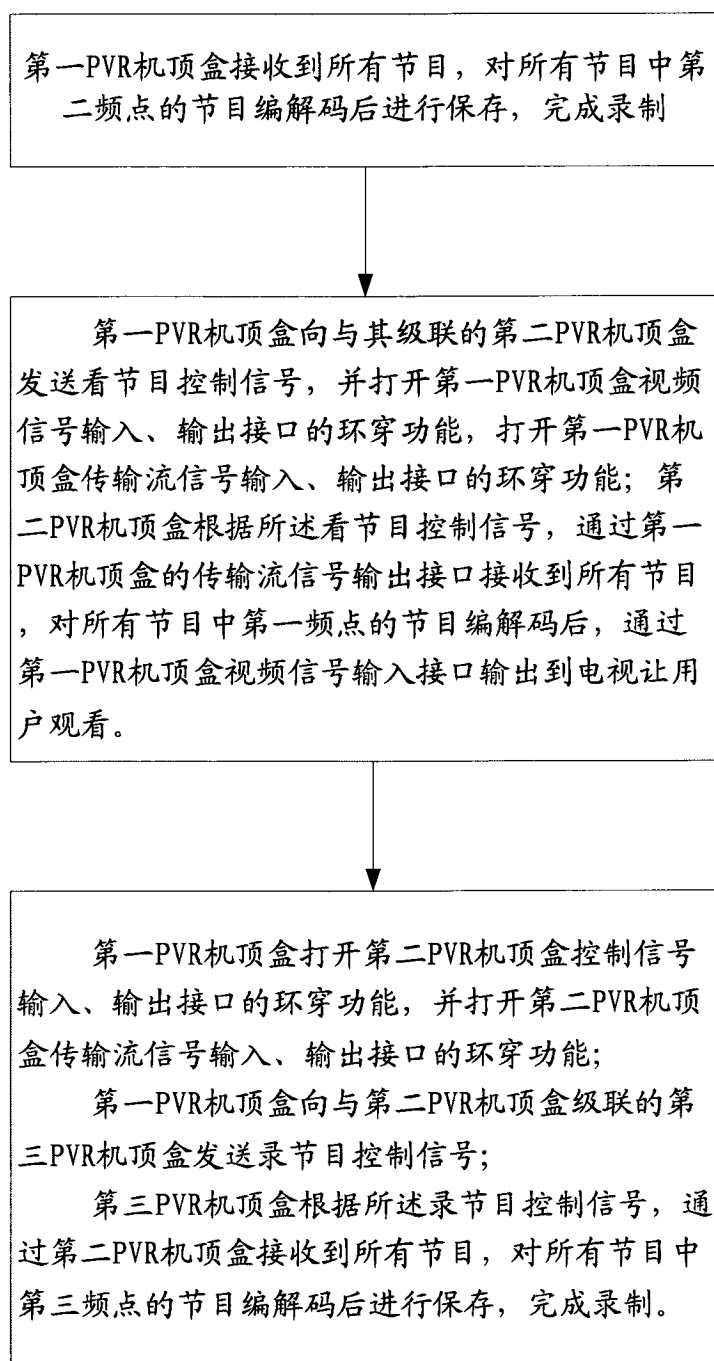 第一PVR机顶盒接收到所有节目，对所有节目中第
二频点的节目编解码后进行保存，完成录制
第一PVR机顶盒向与其级联的第二PVR机顶盒
发送看节目控制信号，并打开第一PVR机顶盒视频
信号输入、输出接口的环穿功能，打开第一PVR机
顶盒传输流信号输入、输出接口的环穿功能；第
二PVR机顶盒根据所述看节目控制信号，通过第一
PVR机顶盒的传输流信号输出接口接收到所有节目
，对所有节目中第一频点的节目编解码后，通过
第一PVR机顶盒视频信号输入接口输出到电视让用
户观看。
第一PVR机顶盒打开第二PVR机顶盒控制信号
输入、输出接口的环穿功能，并打开第二PVR机顶
盒传输流信号输入、输出接口的环穿功能；
第一PVR机顶盒向与第二PVR机顶盒级联的第
三PVR机顶盒发送录节目控制信号；
第三PVR机顶盒根据所述录节目控制信号，通
过第二PVR机顶盒接收到所有节目，对所有节目中
第三频点的节目编解码后进行保存，完成录制。